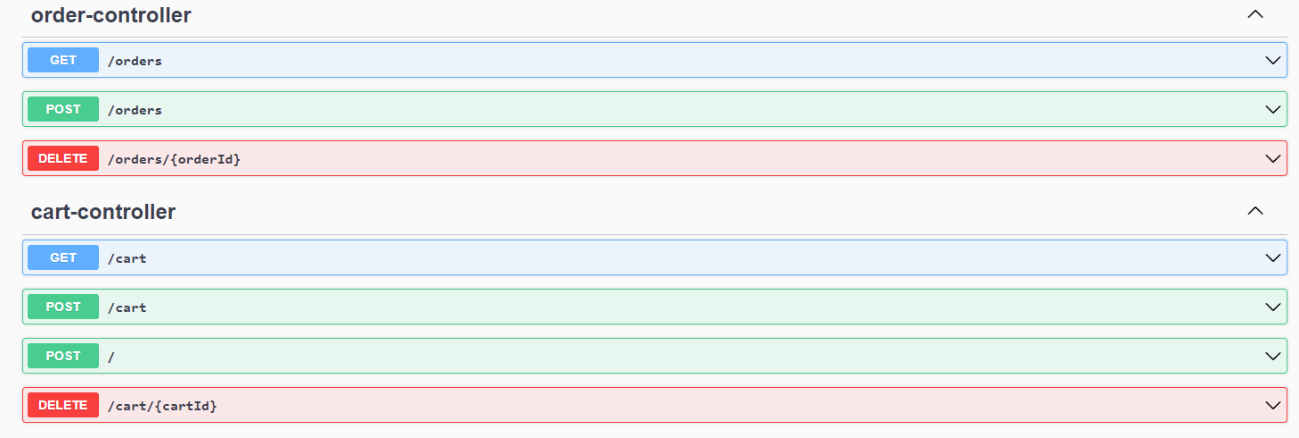 order-controller
GET /orders
POST /orders
DELETE /orders/{orderId}
cart-controller
GET /cart
POST /cart
POST /
DELETE /cart/{cartId}